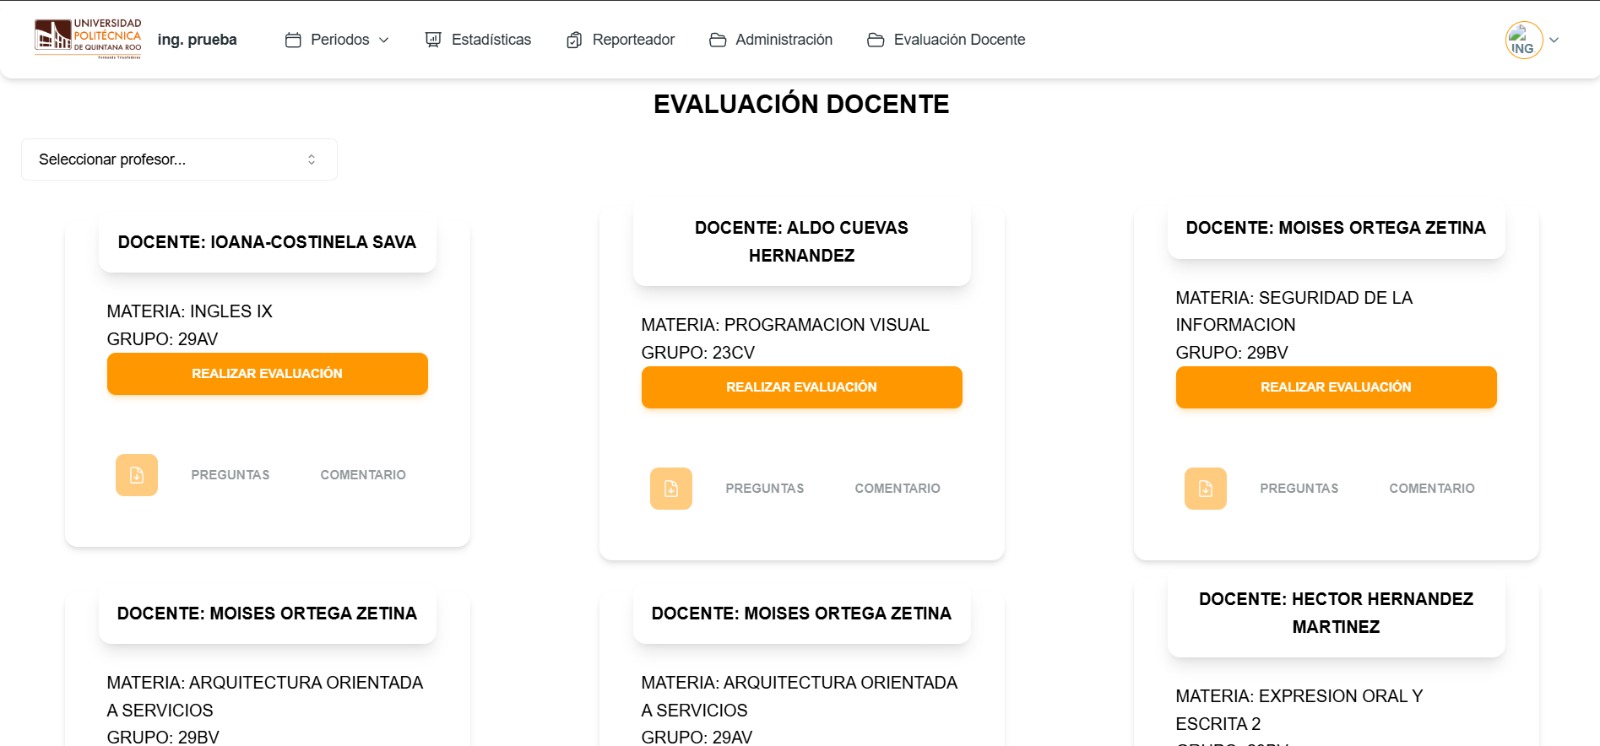 UNIVERSIDAD
POLITÉCNICA
DE QUINTANA ROO
ing. prueba
Periodos
Estadísticas
Reporteador
Administración
Evaluación Docente
ING
EVALUACIÓN DOCENTE
Seleccionar profesor...
DOCENTE: IOANA-COSTINELA SAVA
MATERIA: INGLES IX
GRUPO: 29AV
REALIZAR EVALUACIÓN
PREGUNTAS
COMENTARIO
DOCENTE: ALDO CUEVAS
HERNANDEZ
MATERIA: PROGRAMACION VISUAL
GRUPO: 23CV
REALIZAR EVALUACIÓN
PREGUNTAS
COMENTARIO
DOCENTE: MOISES ORTEGA ZETINA
MATERIA: SEGURIDAD DE LA
INFORMACION
GRUPO: 29BV
REALIZAR EVALUACIÓN
PREGUNTAS
COMENTARIO
DOCENTE: MOISES ORTEGA ZETINA
MATERIA: ARQUITECTURA ORIENTADA
A SERVICIOS
GRUPO: 29BV
DOCENTE: MOISES ORTEGA ZETINA
MATERIA: ARQUITECTURA ORIENTADA
A SERVICIOS
GRUPO: 29AV
DOCENTE: HECTOR HERNANDEZ
MARTINEZ
MATERIA: EXPRESION ORAL Y
ESCRITA 2